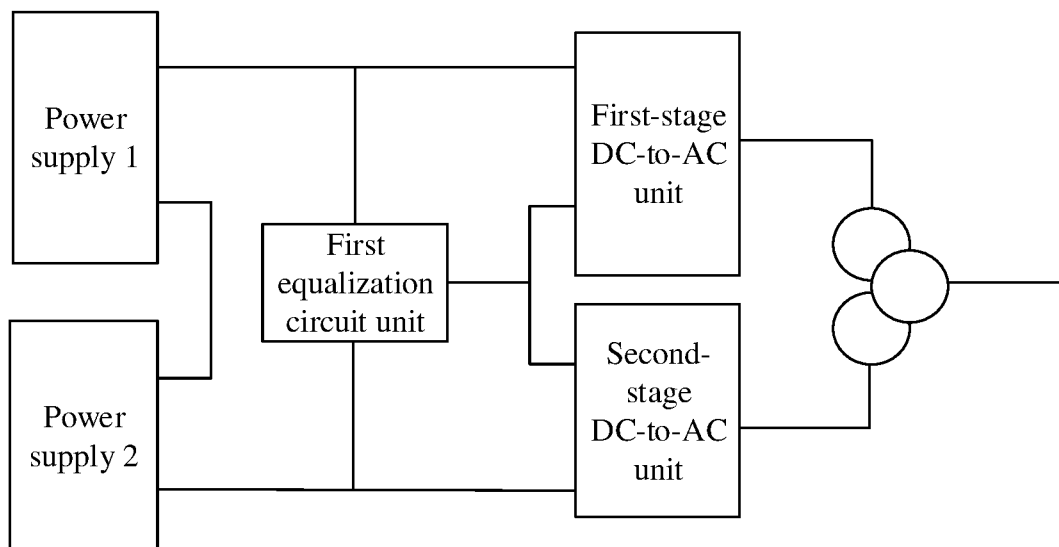 Power
supply 1
First-stage
DC-to-AC
unit
First
equalization
circuit unit
Power
supply 2
Second-
stage
DC-to-AC
unit